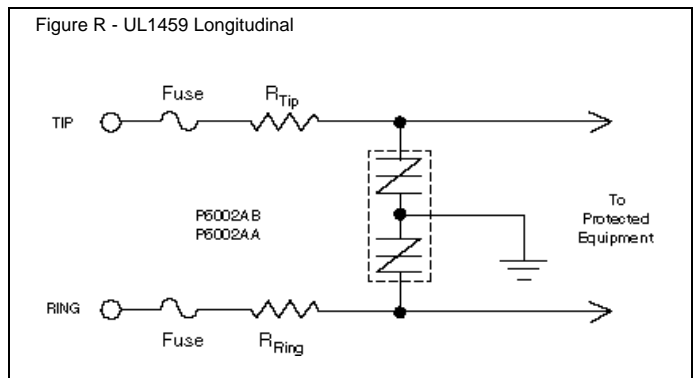 Figure R - UL1459 Longitudinal
Fuse
RTip
TIP
P6002AB
P6002AA
To
Protected
Equipment
RING
Fuse
RRing